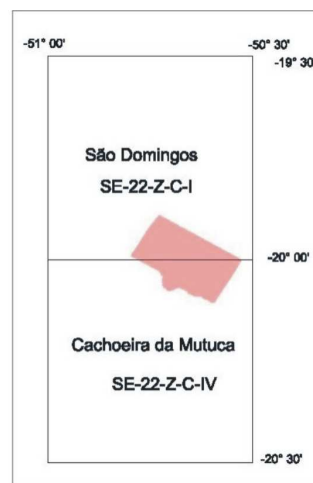 -51° 00' -50° 30'
-19° 30'
São Domingos
SE-22-Z-C-I
-20° 00'
Cachoeira da Mutuca
SE-22-Z-C-IV
-20° 30'